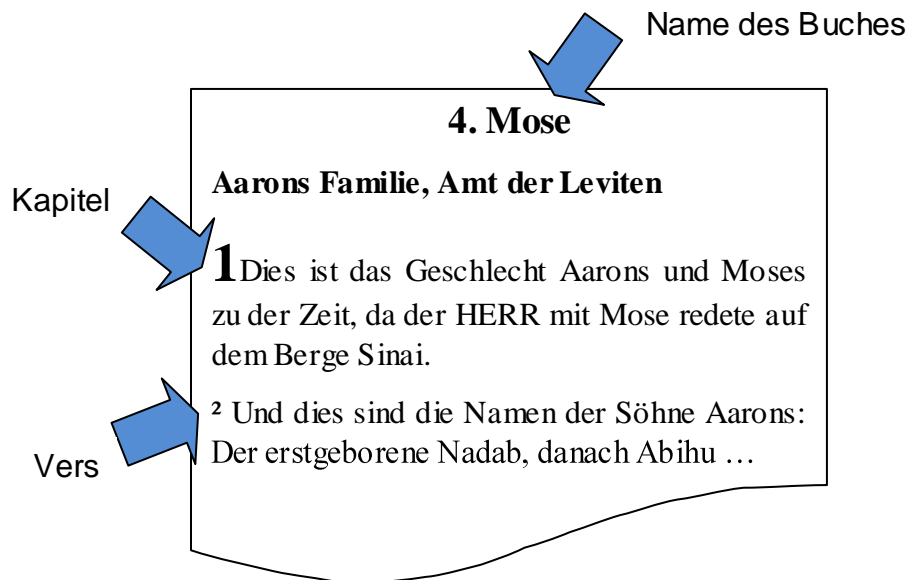 Name des Buches
4. Mose
Aarons Familie, Amt der Leviten
Kapitel
1Dies ist das Geschlecht Aarons und Moses
zu der Zeit, da der HERR mit Mose redete auf
dem Berge Sinai.
² Und dies sind die Namen der Söhne Aarons:
Der erstgeborene Nadab, danach Abihu …
Vers